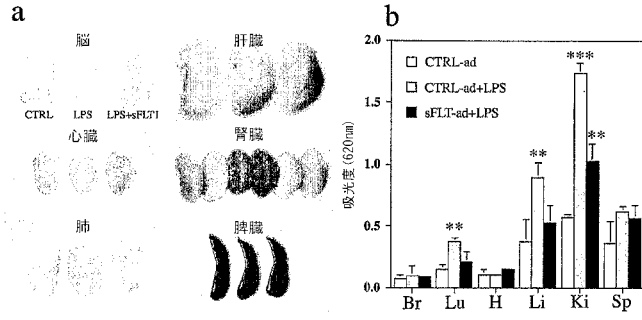 a
脳
肝臓
CTRL
LPS
LPS+sFLT1
心臓
腎臓
肺
脾臓
b
吸光度(620nm)
2.0
1.5
1.0
0.5
0.0
CTRL-ad
CTRL-ad+LPS
sFLT-ad+LPS
**
**
***
**
Br
Lu
H
Li
Ki
Sp